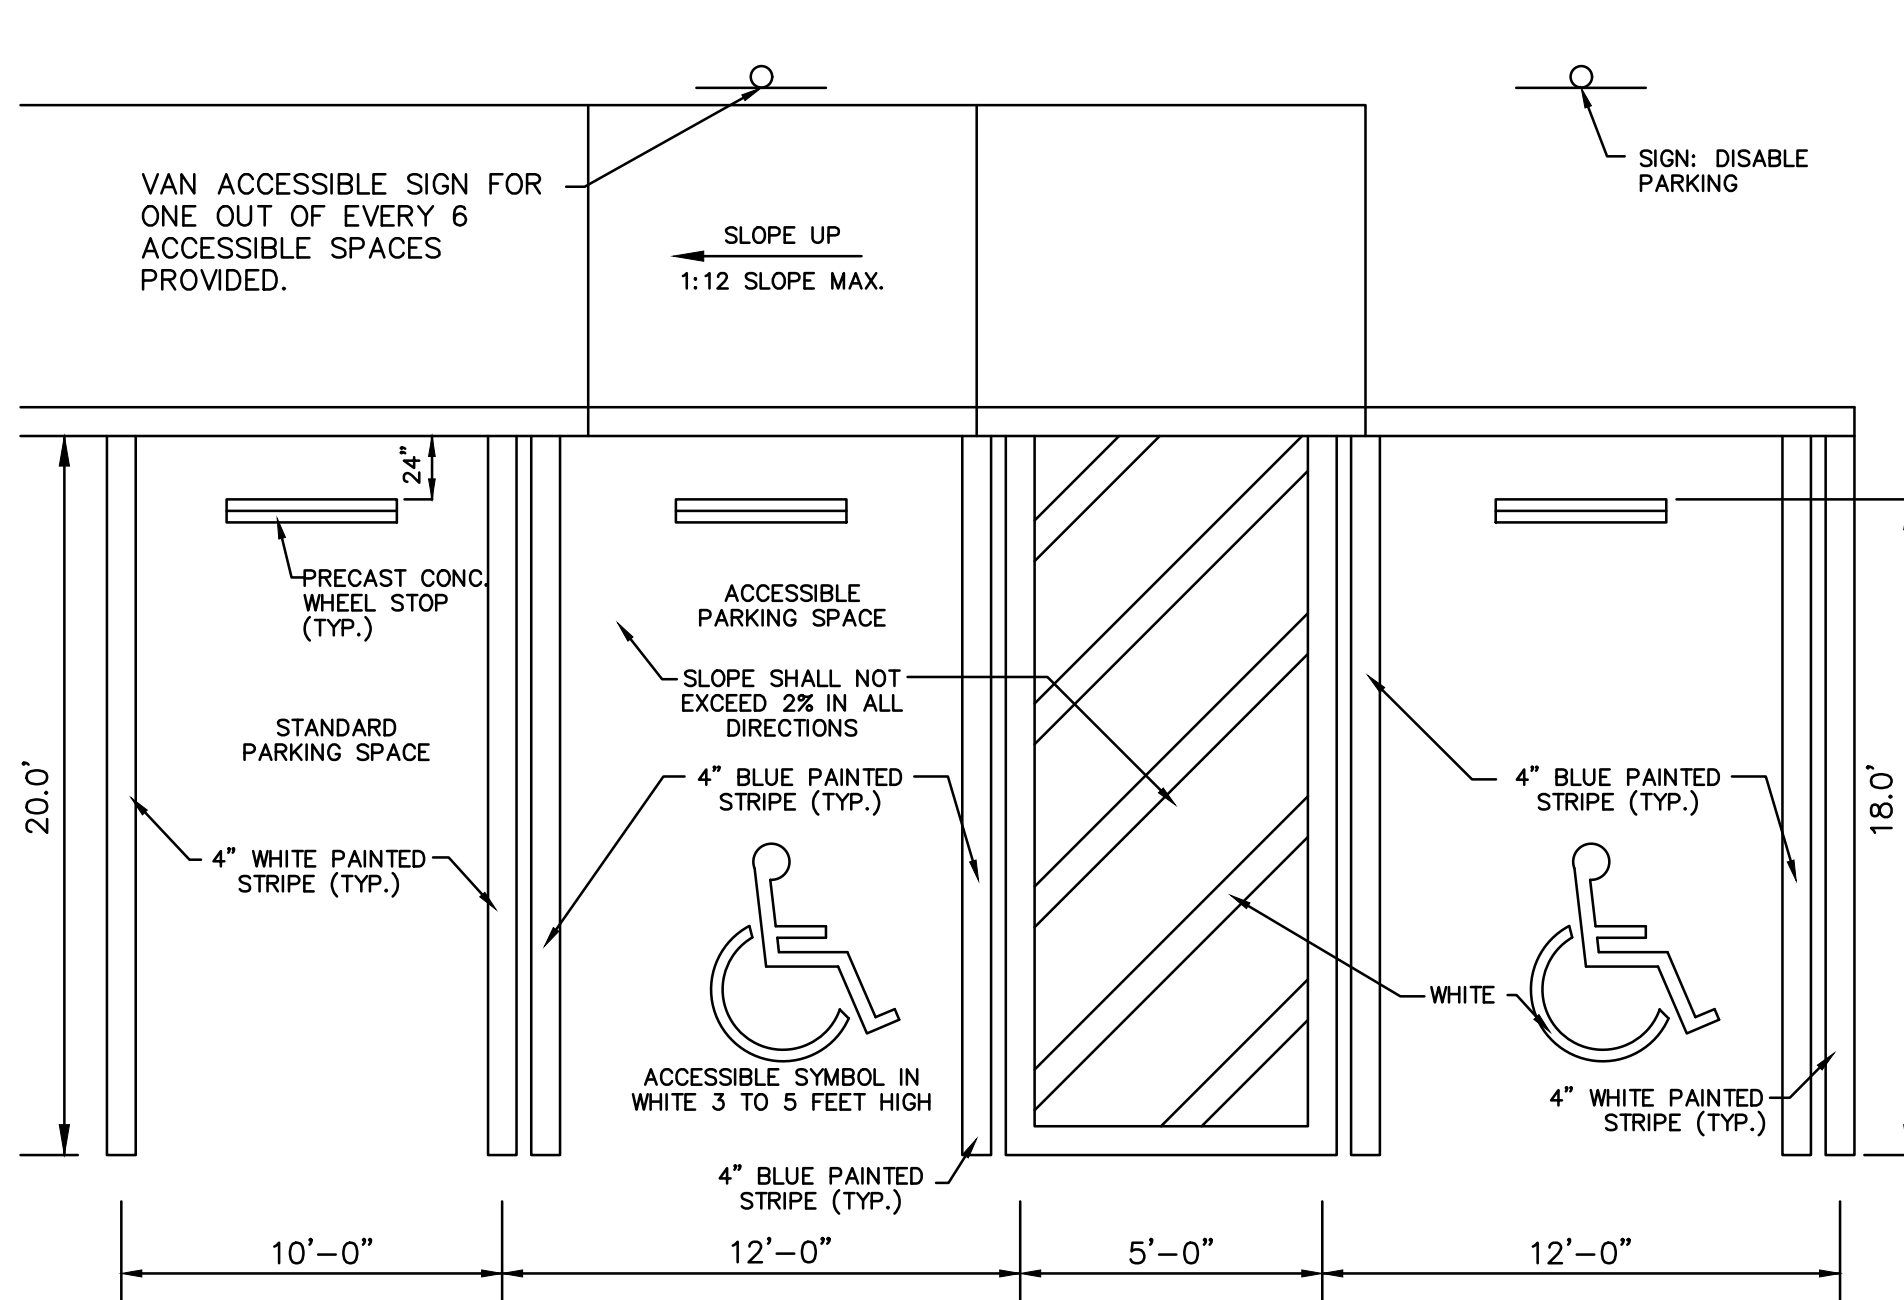 VAN ACCESSIBLE SIGN FOR
ONE OUT OF EVERY 6
ACCESSIBLE SPACES
PROVIDED.
SLOPE UP
1:12 SLOPE MAX.
SIGN: DISABLE
PARKING
24"
PRECAST CONC.
WHEEL STOP
(TYP.)
ACCESSIBLE
PARKING SPACE
SLOPE SHALL NOT
EXCEED 2% IN ALL
DIRECTIONS
STANDARD
PARKING SPACE
20.0'
4" BLUE PAINTED
STRIPE (TYP.)
4" BLUE PAINTED
STRIPE (TYP.)
18.0'
4" WHITE PAINTED
STRIPE (TYP.)
WHITE
ACCESSIBLE SYMBOL IN
WHITE 3 TO 5 FEET HIGH
4" WHITE PAINTED
STRIPE (TYP.)
4" BLUE PAINTED
STRIPE (TYP.)
10'-0"
12'-0"
5'-0"
12'-0"